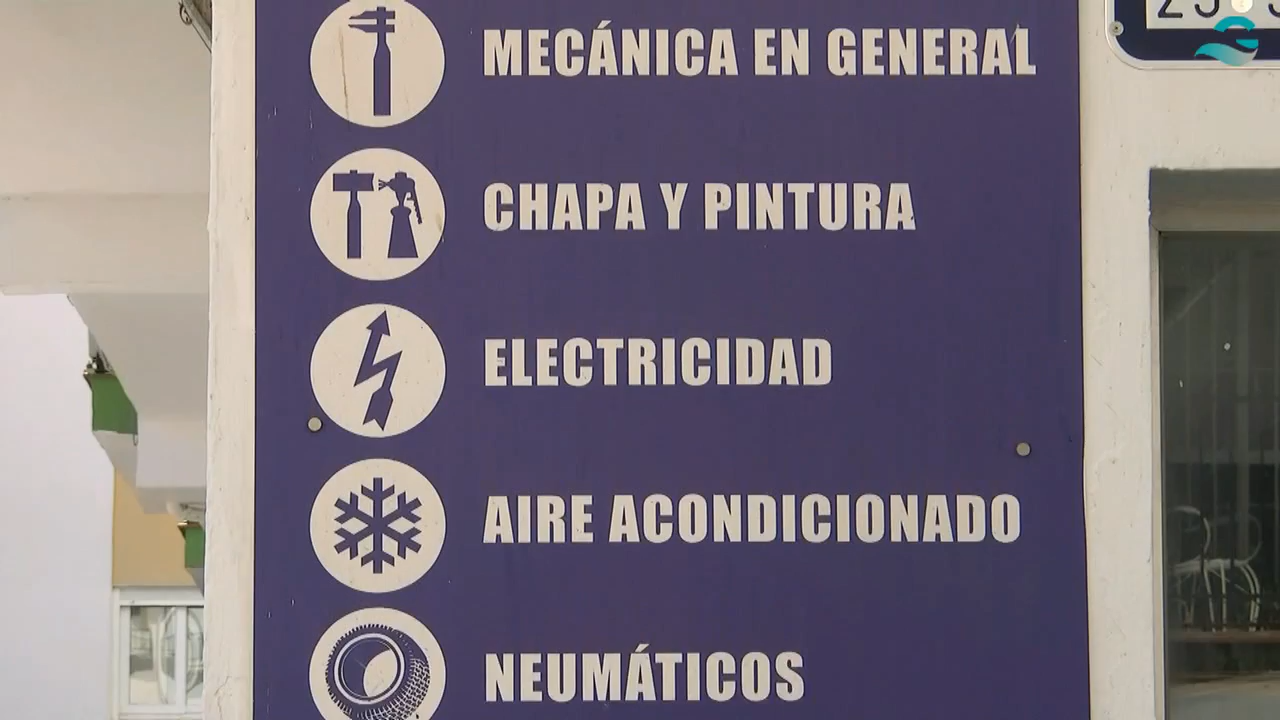 MECÁNICA EN GENERAL
CHAPA Y PINTURA
ELECTRICIDAD
AIRE ACONDICIONADO
NEUMÁTICOS